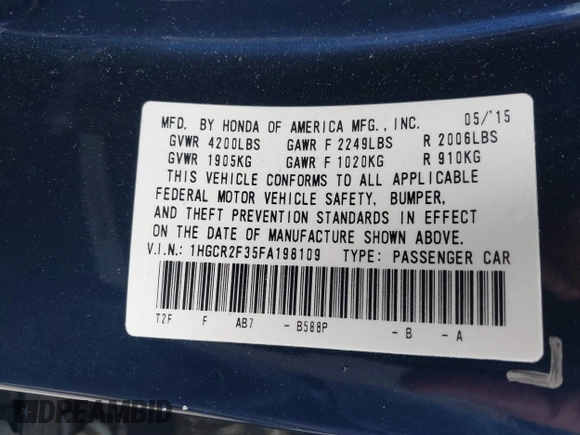 MFD. BY HONDA OF AMERICA MFG., INC. 05/'15
GVWR 4200LBS GAWR F 2249LBS R 2006LBS
GVWR 1905KG GAWR F 1020KG R 910KG
THIS VEHICLE CONFORMS TO ALL APPLICABLE
FEDERAL MOTOR VEHICLE SAFETY, BUMPER,
AND THEFT PREVENTION STANDARDS IN EFFECT
ON THE DATE OF MANUFACTURE SHOWN ABOVE.
V.I.N.: 1HGCR2F35FA198109 TYPE: PASSENGER CAR
T2F F AB7 - B588P - B - A
DREAMBID